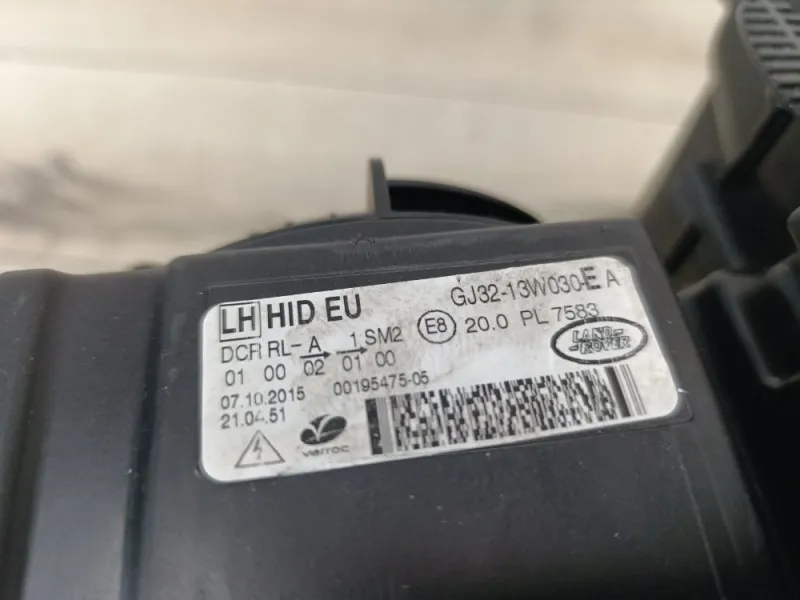 LH HID EU GJ32-13W030-E A
DCR RL-A 1 SM2 E8 20.0 PL 7583
01 00 02 01 00 LAND ROVER
07.10.2015 00195475-05
21.04.51
varroc